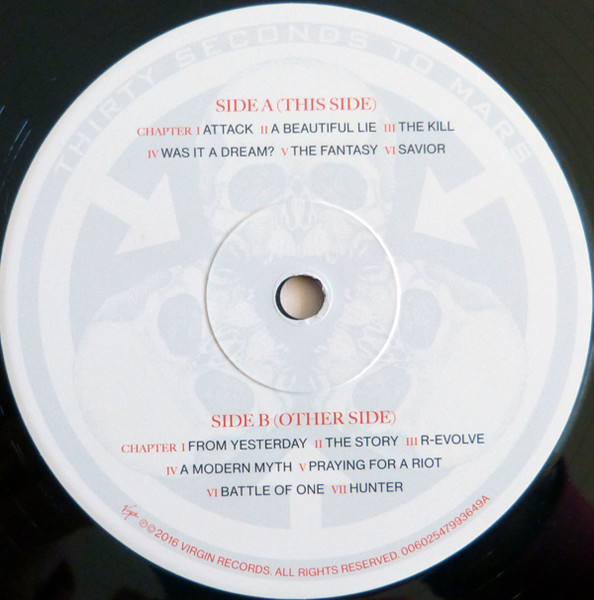 THIRTY SECONDS TO MARS
SIDE A (THIS SIDE)
CHAPTER I ATTACK II A BEAUTIFUL LIE III THE KILL
IV WAS IT A DREAM? V THE FANTASY VI SAVIOR
SIDE B (OTHER SIDE)
CHAPTER I FROM YESTERDAY II THE STORY III R-EVOLVE
IV A MODERN MYTH V PRAYING FOR A RIOT
VI BATTLE OF ONE VII HUNTER
Virgin ℗© 2016 VIRGIN RECORDS. ALL RIGHTS RESERVED. 00602547993649A